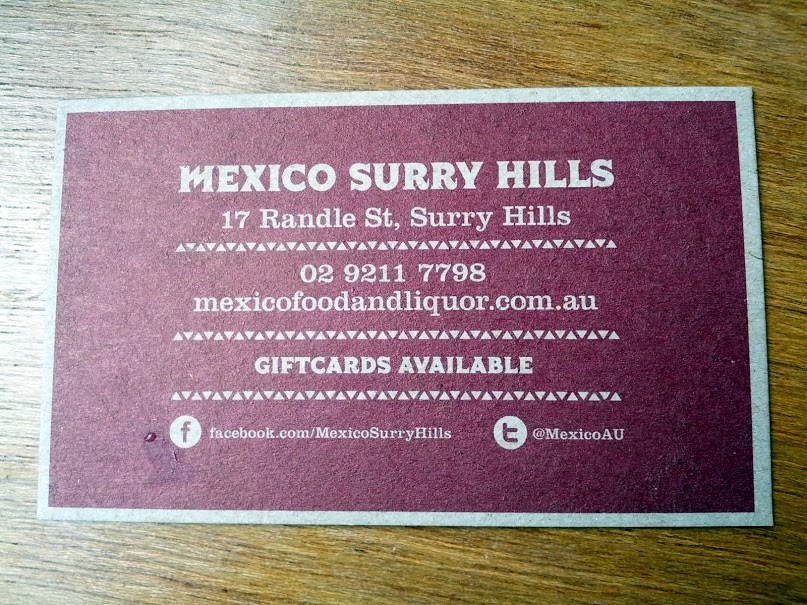 MEXICO SURRY HILLS
17 Randle St, Surry Hills
02 9211 7798
mexicofoodandliquor.com.au
GIFTCARDS AVAILABLE
f facebook.com/MexicoSurryHills t @MexicoAU